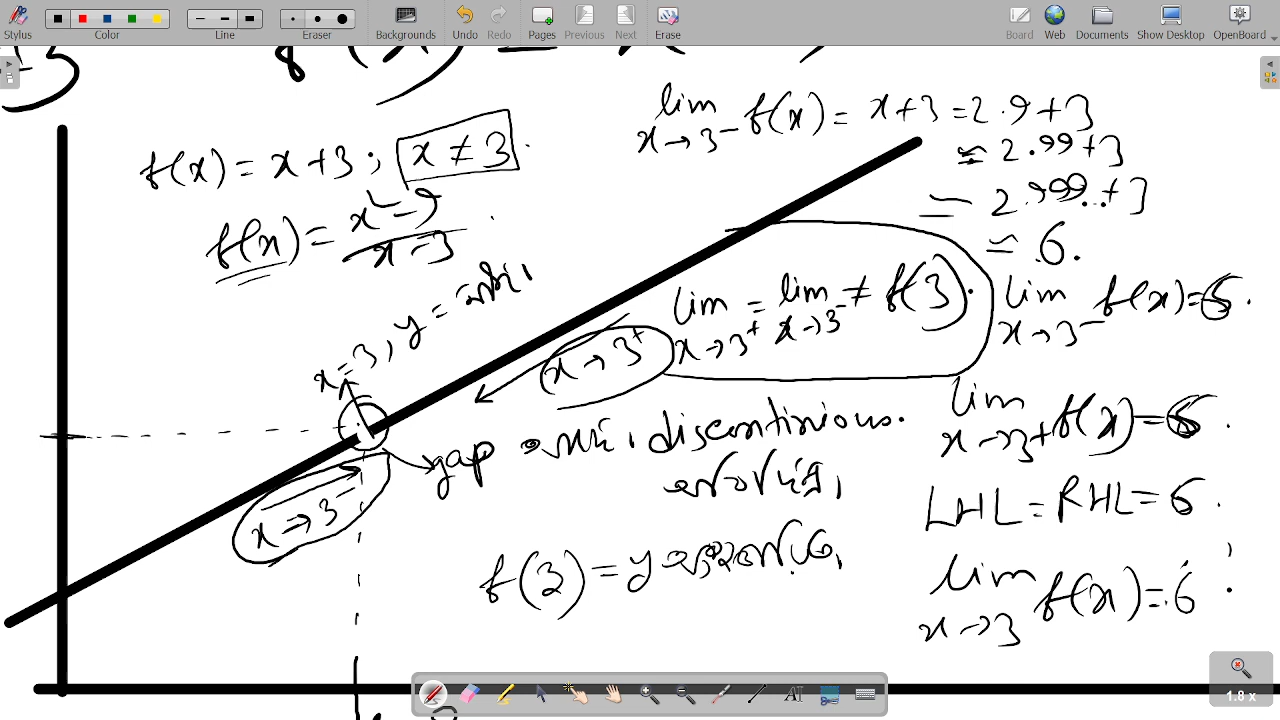 Stylus Color Line Eraser Backgrounds Undo Redo Pages Previous Next Erase Board Web Documents Show Desktop OpenBoard
f(x) = x+3 ; x ≠ 3
f(x) = x²-9 / x-3
x=3, y =
x→3⁺
x→3⁻
gap discontinious.
f(3) = y
lim x→3⁻ f(x) = x+3 = 2.9+3
≈ 2.99+3
≈ 2.999..+3
≈ 6.
lim x→3⁺ = lim x→3⁻ ≠ f(3).
lim x→3⁻ f(x)=6.
lim x→3+ f(x)=6.
LHL = RHL = 6.
lim x→3 f(x)=6.
1.8 x